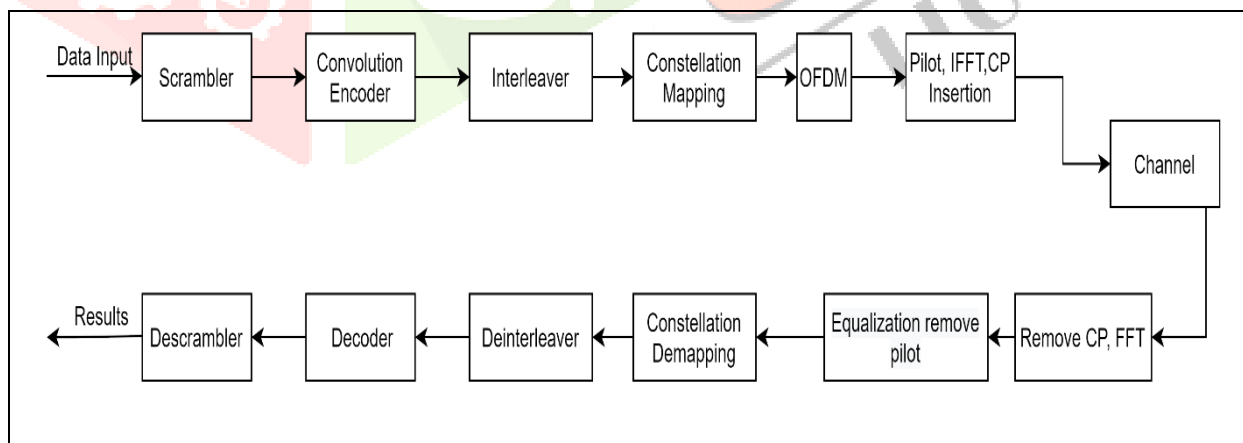 Data Input
Scrambler
Convolution
Encoder
Interleaver
Constellation
Mapping
OFDM
Pilot, IFFT,CP
Insertion
Channel
Results
Descrambler
Decoder
Deinterleaver
Constellation
Demapping
Equalization remove
pilot
Remove CP, FFT